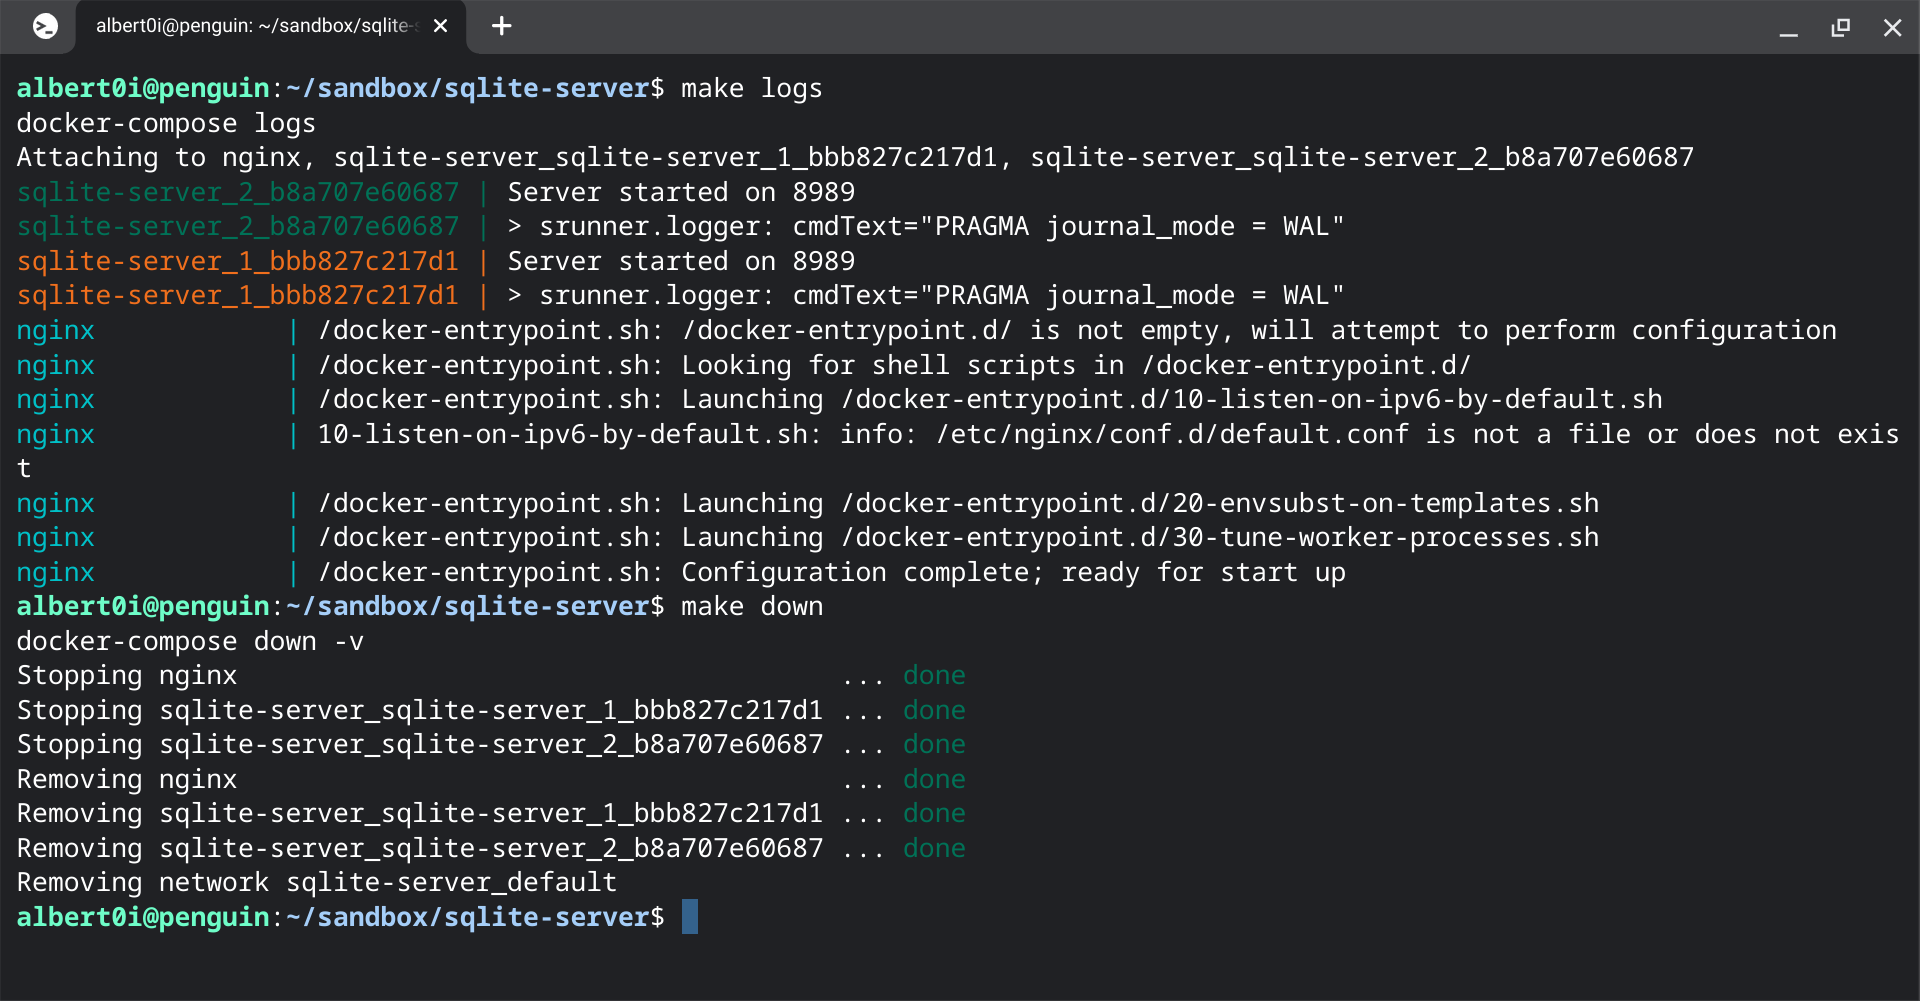 albert0i@penguin: ~/sandbox/sqlite-
albert0i@penguin:~/sandbox/sqlite-server$ make logs
docker-compose logs
Attaching to nginx, sqlite-server_sqlite-server_1_bbb827c217d1, sqlite-server_sqlite-server_2_b8a707e60687
sqlite-server_2_b8a707e60687 | Server started on 8989
sqlite-server_2_b8a707e60687 | > srunner.logger: cmdText="PRAGMA journal_mode = WAL"
sqlite-server_1_bbb827c217d1 | Server started on 8989
sqlite-server_1_bbb827c217d1 | > srunner.logger: cmdText="PRAGMA journal_mode = WAL"
nginx            | /docker-entrypoint.sh: /docker-entrypoint.d/ is not empty, will attempt to perform configuration
nginx            | /docker-entrypoint.sh: Looking for shell scripts in /docker-entrypoint.d/
nginx            | /docker-entrypoint.sh: Launching /docker-entrypoint.d/10-listen-on-ipv6-by-default.sh
nginx            | 10-listen-on-ipv6-by-default.sh: info: /etc/nginx/conf.d/default.conf is not a file or does not exis
t
nginx            | /docker-entrypoint.sh: Launching /docker-entrypoint.d/20-envsubst-on-templates.sh
nginx            | /docker-entrypoint.sh: Launching /docker-entrypoint.d/30-tune-worker-processes.sh
nginx            | /docker-entrypoint.sh: Configuration complete; ready for start up
albert0i@penguin:~/sandbox/sqlite-server$ make down
docker-compose down -v
Stopping nginx                                      ... done
Stopping sqlite-server_sqlite-server_1_bbb827c217d1 ... done
Stopping sqlite-server_sqlite-server_2_b8a707e60687 ... done
Removing nginx                                      ... done
Removing sqlite-server_sqlite-server_1_bbb827c217d1 ... done
Removing sqlite-server_sqlite-server_2_b8a707e60687 ... done
Removing network sqlite-server_default
albert0i@penguin:~/sandbox/sqlite-server$